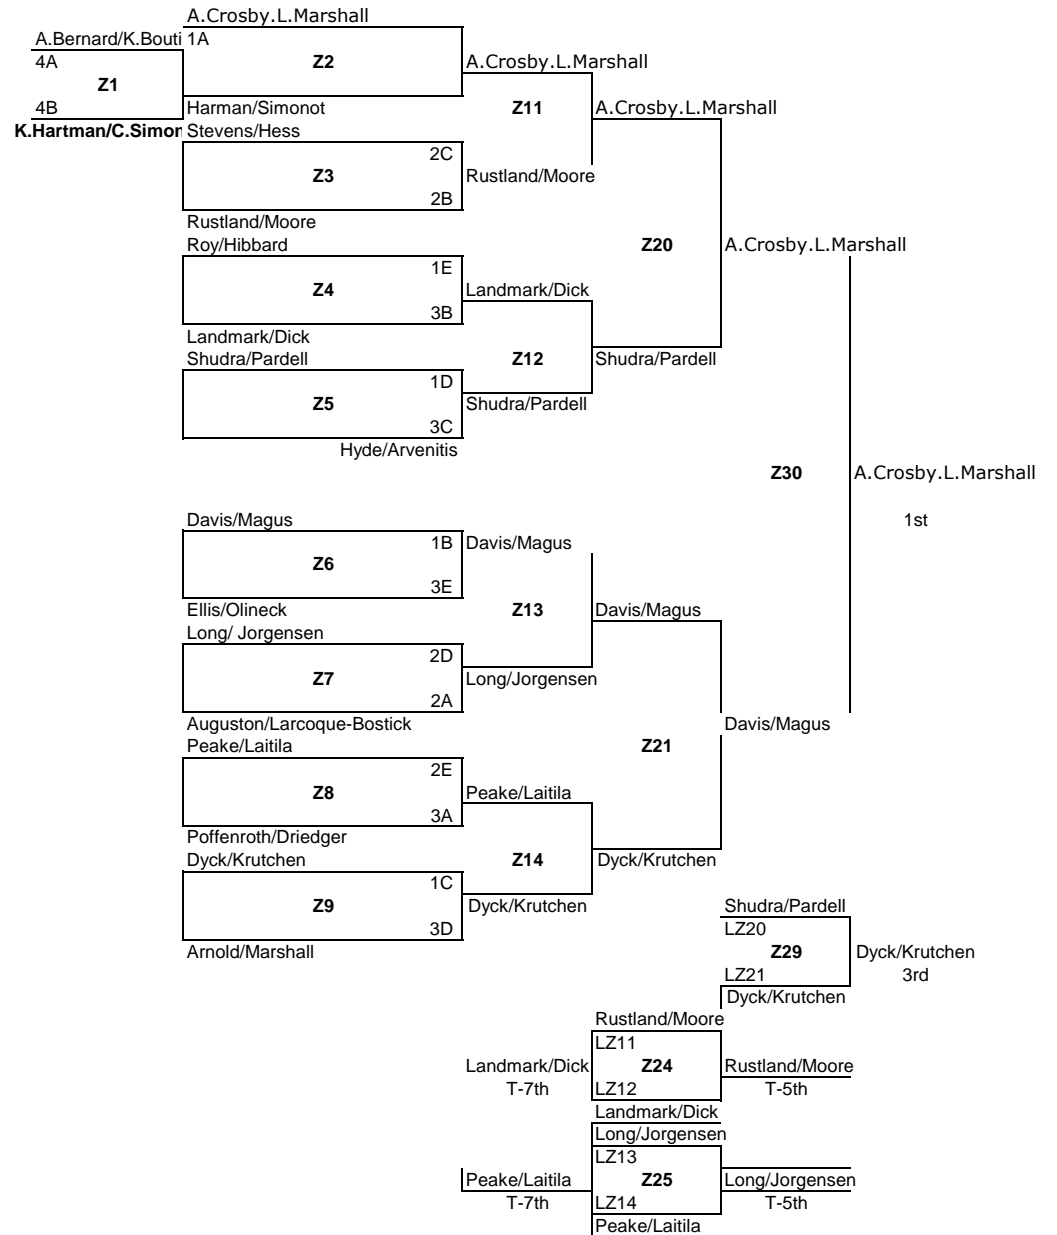 A.Crosby.L.Marshall
A.Bernard/K.Bouti 1A
4A Z2 A.Crosby.L.Marshall
Z1
4B Harman/Simonot Z11 A.Crosby.L.Marshall
K.Hartman/C.Simon Stevens/Hess
2C
Z3 Rustland/Moore
2B
Rustland/Moore
Roy/Hibbard Z20 A.Crosby.L.Marshall
1E
Z4 Landmark/Dick
3B
Landmark/Dick
Shudra/Pardell Z12 Shudra/Pardell
1D
Z5 Shudra/Pardell
3C
Hyde/Arvenitis
Z30 A.Crosby.L.Marshall
Davis/Magus 1st
1B Davis/Magus
Z6
3E
Ellis/Olineck Z13 Davis/Magus
Long/ Jorgensen
2D
Z7 Long/Jorgensen
2A
Auguston/Larcoque-Bostick Davis/Magus
Peake/Laitila Z21
2E
Z8 Peake/Laitila
3A
Poffenroth/Driedger
Dyck/Krutchen Z14 Dyck/Krutchen
1C
Z9 Dyck/Krutchen Shudra/Pardell
3D LZ20
Arnold/Marshall Z29 Dyck/Krutchen
LZ21 3rd
Dyck/Krutchen
Rustland/Moore
LZ11
Landmark/Dick Z24 Rustland/Moore
T-7th LZ12 T-5th
Landmark/Dick
Long/Jorgensen
LZ13
Peake/Laitila Z25 Long/Jorgensen
T-7th LZ14 T-5th
Peake/Laitila